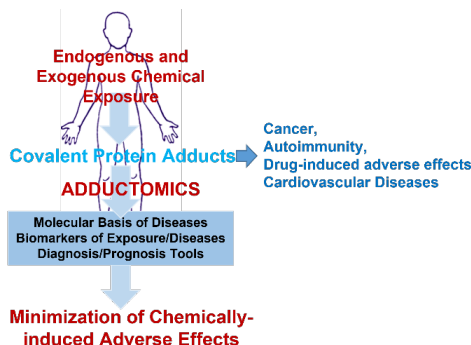 Endogenous and
Exogenous Chemical
Exposure
Covalent Protein Adducts
Cancer,
Autoimmunity,
Drug-induced adverse effects
Cardiovascular Diseases
ADDUCTOMICS
Molecular Basis of Diseases
Biomarkers of Exposure/Diseases
Diagnosis/Prognosis Tools
Minimization of Chemically-
induced Adverse Effects